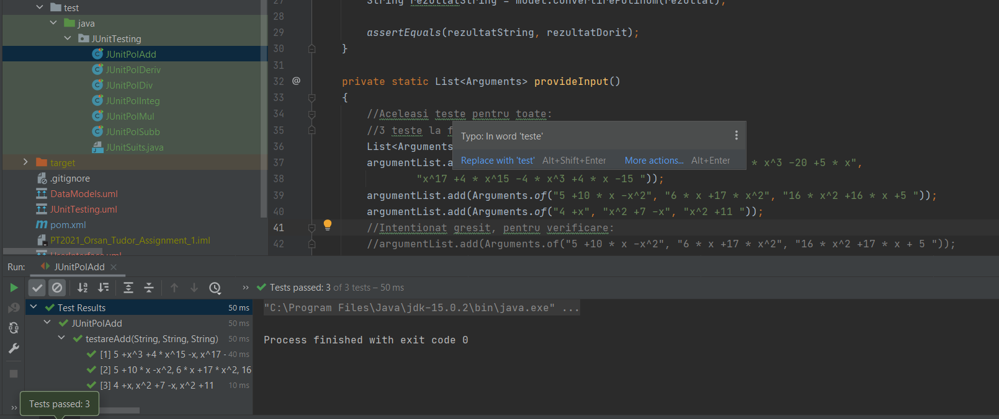 test
java
JUnitTesting
JUnitPolAdd
JUnitPolDeriv
JUnitPolDiv
JUnitPolInteg
JUnitPolMul
JUnitPolSubb
JUnitSuits.java
target
.gitignore
DataModels.uml
JUnitTesting.uml
pom.xml
PT2021_Orsan_Tudor_Assignment_1.iml
UserInterface.uml
27 String rezultatString = model.convertirePolinom(rezultat);
28
29 assertEquals(rezultatString, rezultatDorit);
30 }
31
32 @ private static List<Arguments> provideInput()
33 {
34 //Aceleasi teste pentru toate:
35 //3 teste la f
36 List<Arguments
37 argumentList.a * x^3 -20 +5 * x",
38 "x^17 +4 * x^15 -4 * x^3 +4 * x -15 "));
39 argumentList.add(Arguments.of("5 +10 * x -x^2", "6 * x +17 * x^2", "16 * x^2 +16 * x +5 "));
40 argumentList.add(Arguments.of("4 +x", "x^2 +7 -x", "x^2 +11 "));
41 //Intentionat gresit, pentru verificare:
42 //argumentList.add(Arguments.of("5 +10 * x -x^2", "6 * x +17 * x^2", "16 * x^2 +17 * x + 5 "));
Typo: In word 'teste'
Replace with 'test' Alt+Shift+Enter More actions... Alt+Enter
Run: JUnitPolAdd
Tests passed: 3 of 3 tests – 50 ms
Test Results 50 ms
JUnitPolAdd 50 ms
testareAdd(String, String, String) 50 ms
[1] 5 +x^3 +4 * x^15 -x, x^17 - 40 ms
[2] 5 +10 * x -x^2, 6 * x +17 * x^2, 16
[3] 4 +x, x^2 +7 -x, x^2 +11 10 ms
"C:\Program Files\Java\jdk-15.0.2\bin\java.exe" ...
Process finished with exit code 0
Tests passed: 3